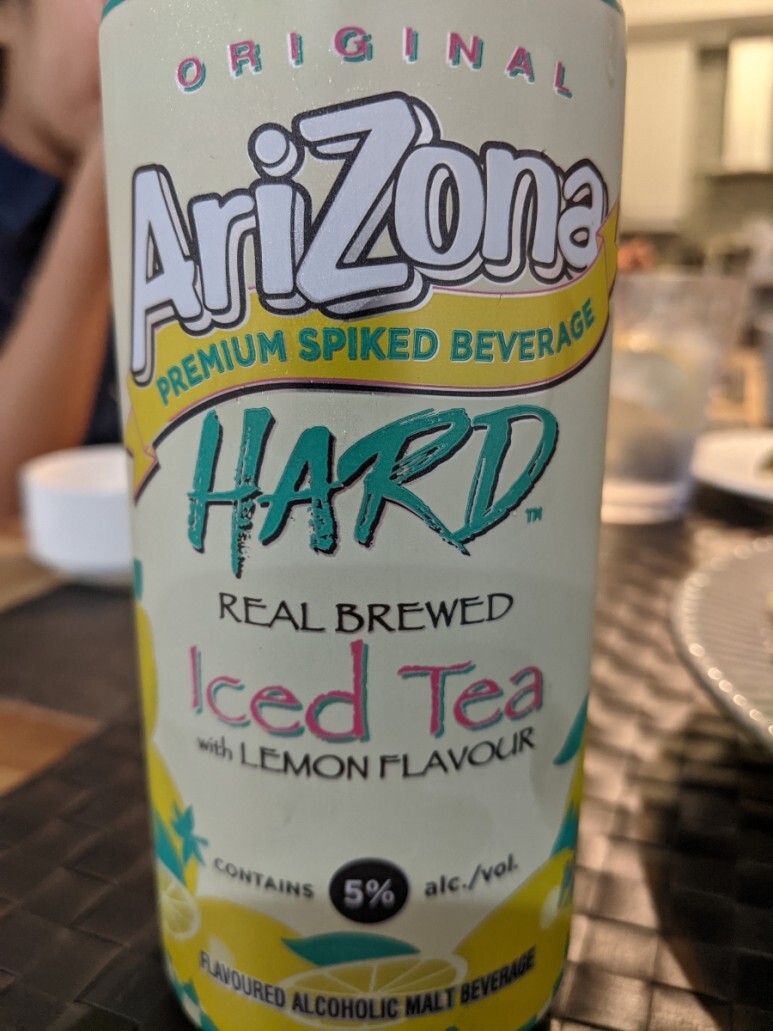 ORIGINAL
AriZona
PREMIUM SPIKED BEVERAGE
HARD™
REAL BREWED
Iced Tea
with LEMON FLAVOUR
CONTAINS 5% alc./vol.
FLAVOURED ALCOHOLIC MALT BEVERAGE